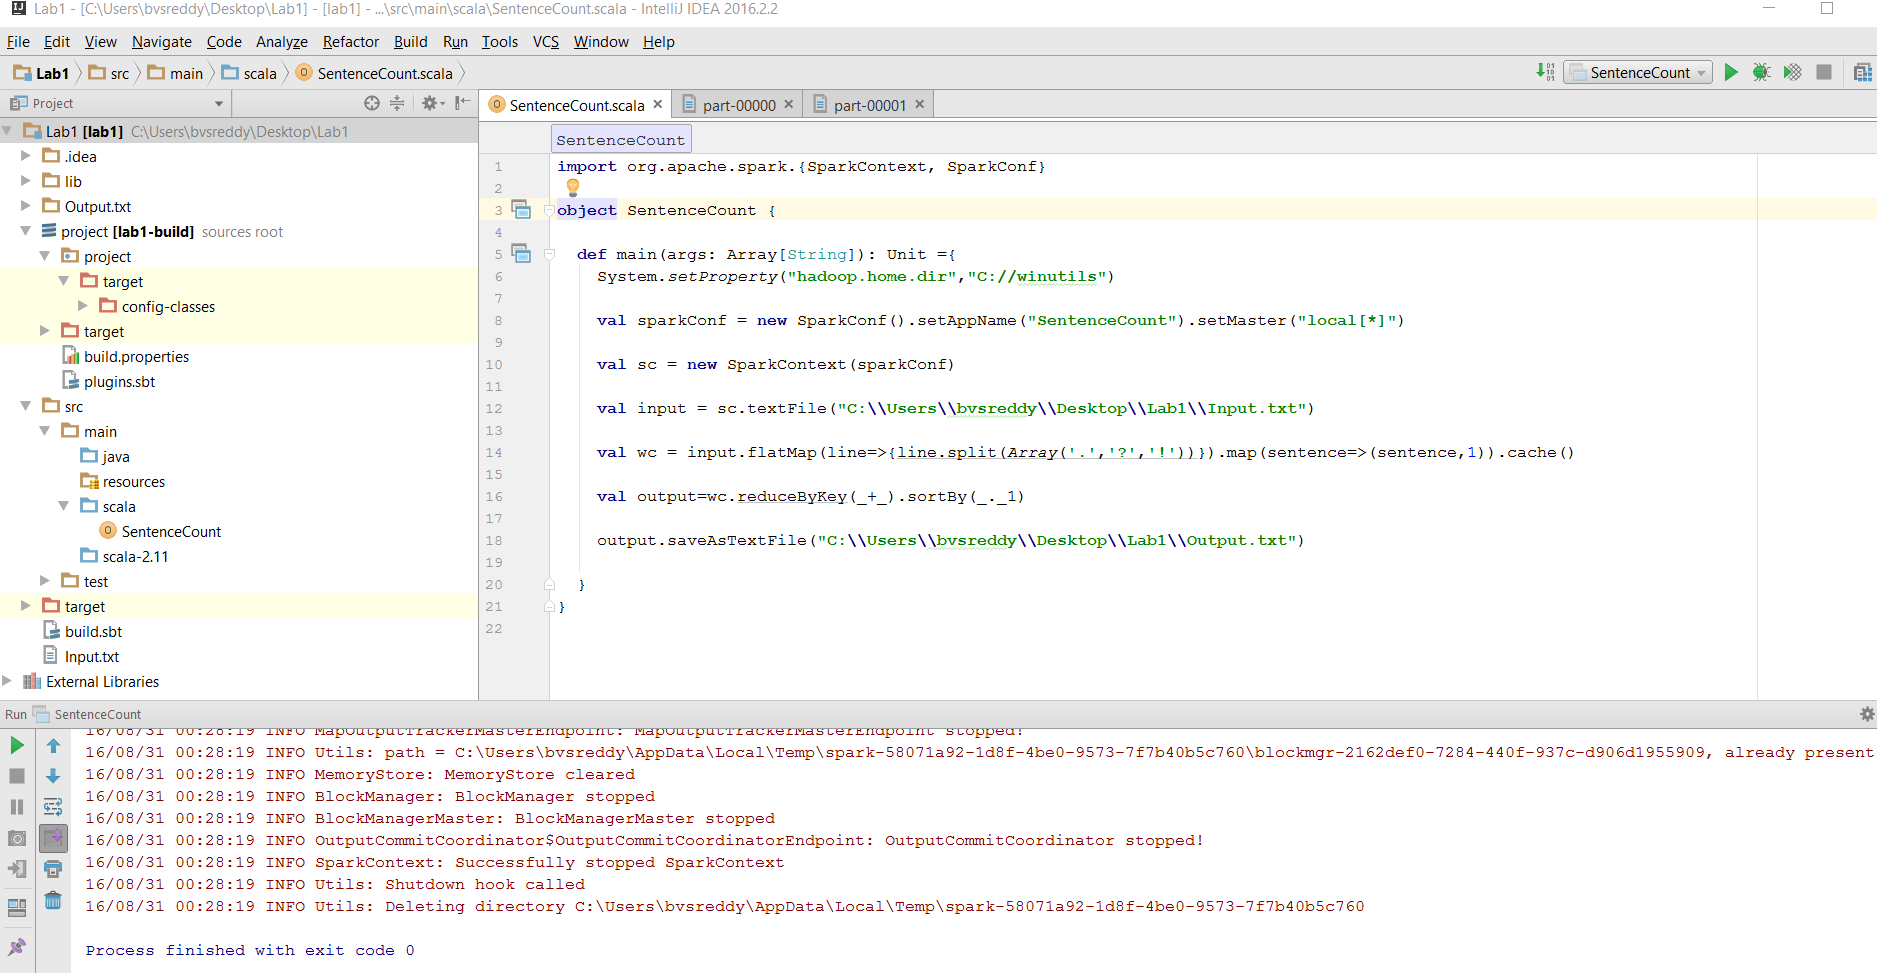 Lab1 - [C:\Users\bvsreddy\Desktop\Lab1] - [lab1] - ...\src\main\scala\SentenceCount.scala - IntelliJ IDEA 2016.2.2
File Edit View Navigate Code Analyze Refactor Build Run Tools VCS Window Help
Lab1 src main scala SentenceCount.scala SentenceCount
Project
SentenceCount.scala part-00000 part-00001
Lab1 [lab1] C:\Users\bvsreddy\Desktop\Lab1
.idea
lib
Output.txt
project [lab1-build] sources root
project
target
config-classes
target
build.properties
plugins.sbt
src
main
java
resources
scala
SentenceCount
scala-2.11
test
target
build.sbt
Input.txt
External Libraries
SentenceCount
1 import org.apache.spark.{SparkContext, SparkConf}
2
3 object SentenceCount {
4
5 def main(args: Array[String]): Unit ={
6 System.setProperty("hadoop.home.dir","C://winutils")
7
8 val sparkConf = new SparkConf().setAppName("SentenceCount").setMaster("local[*]")
9
10 val sc = new SparkContext(sparkConf)
11
12 val input = sc.textFile("C:\\Users\\bvsreddy\\Desktop\\Lab1\\Input.txt")
13
14 val wc = input.flatMap(line=>{line.split(Array('.','?','!'))}).map(sentence=>(sentence,1)).cache()
15
16 val output=wc.reduceByKey(_+_).sortBy(_._1)
17
18 output.saveAsTextFile("C:\\Users\\bvsreddy\\Desktop\\Lab1\\Output.txt")
19
20 }
21 }
22
Run SentenceCount
16/08/31 00:28:19 INFO MapOutputTrackerMasterEndpoint: MapOutputTrackerMasterEndpoint stopped!
16/08/31 00:28:19 INFO Utils: path = C:\Users\bvsreddy\AppData\Local\Temp\spark-58071a92-1d8f-4be0-9573-7f7b40b5c760\blockmgr-2162def0-7284-440f-937c-d906d1955909, already present
16/08/31 00:28:19 INFO MemoryStore: MemoryStore cleared
16/08/31 00:28:19 INFO BlockManager: BlockManager stopped
16/08/31 00:28:19 INFO BlockManagerMaster: BlockManagerMaster stopped
16/08/31 00:28:19 INFO OutputCommitCoordinator$OutputCommitCoordinatorEndpoint: OutputCommitCoordinator stopped!
16/08/31 00:28:19 INFO SparkContext: Successfully stopped SparkContext
16/08/31 00:28:19 INFO Utils: Shutdown hook called
16/08/31 00:28:19 INFO Utils: Deleting directory C:\Users\bvsreddy\AppData\Local\Temp\spark-58071a92-1d8f-4be0-9573-7f7b40b5c760
Process finished with exit code 0